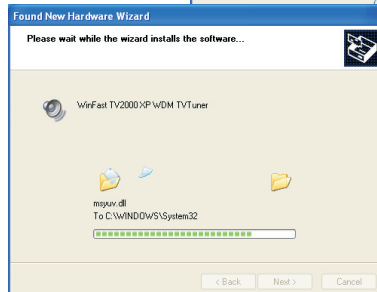 Found New Hardware Wizard
Please wait while the wizard installs the software...
WinFast TV2000 XP WDM TVTuner
msyuv.dll
To C:\WINDOWS\System32
< Back
Next >
Cancel